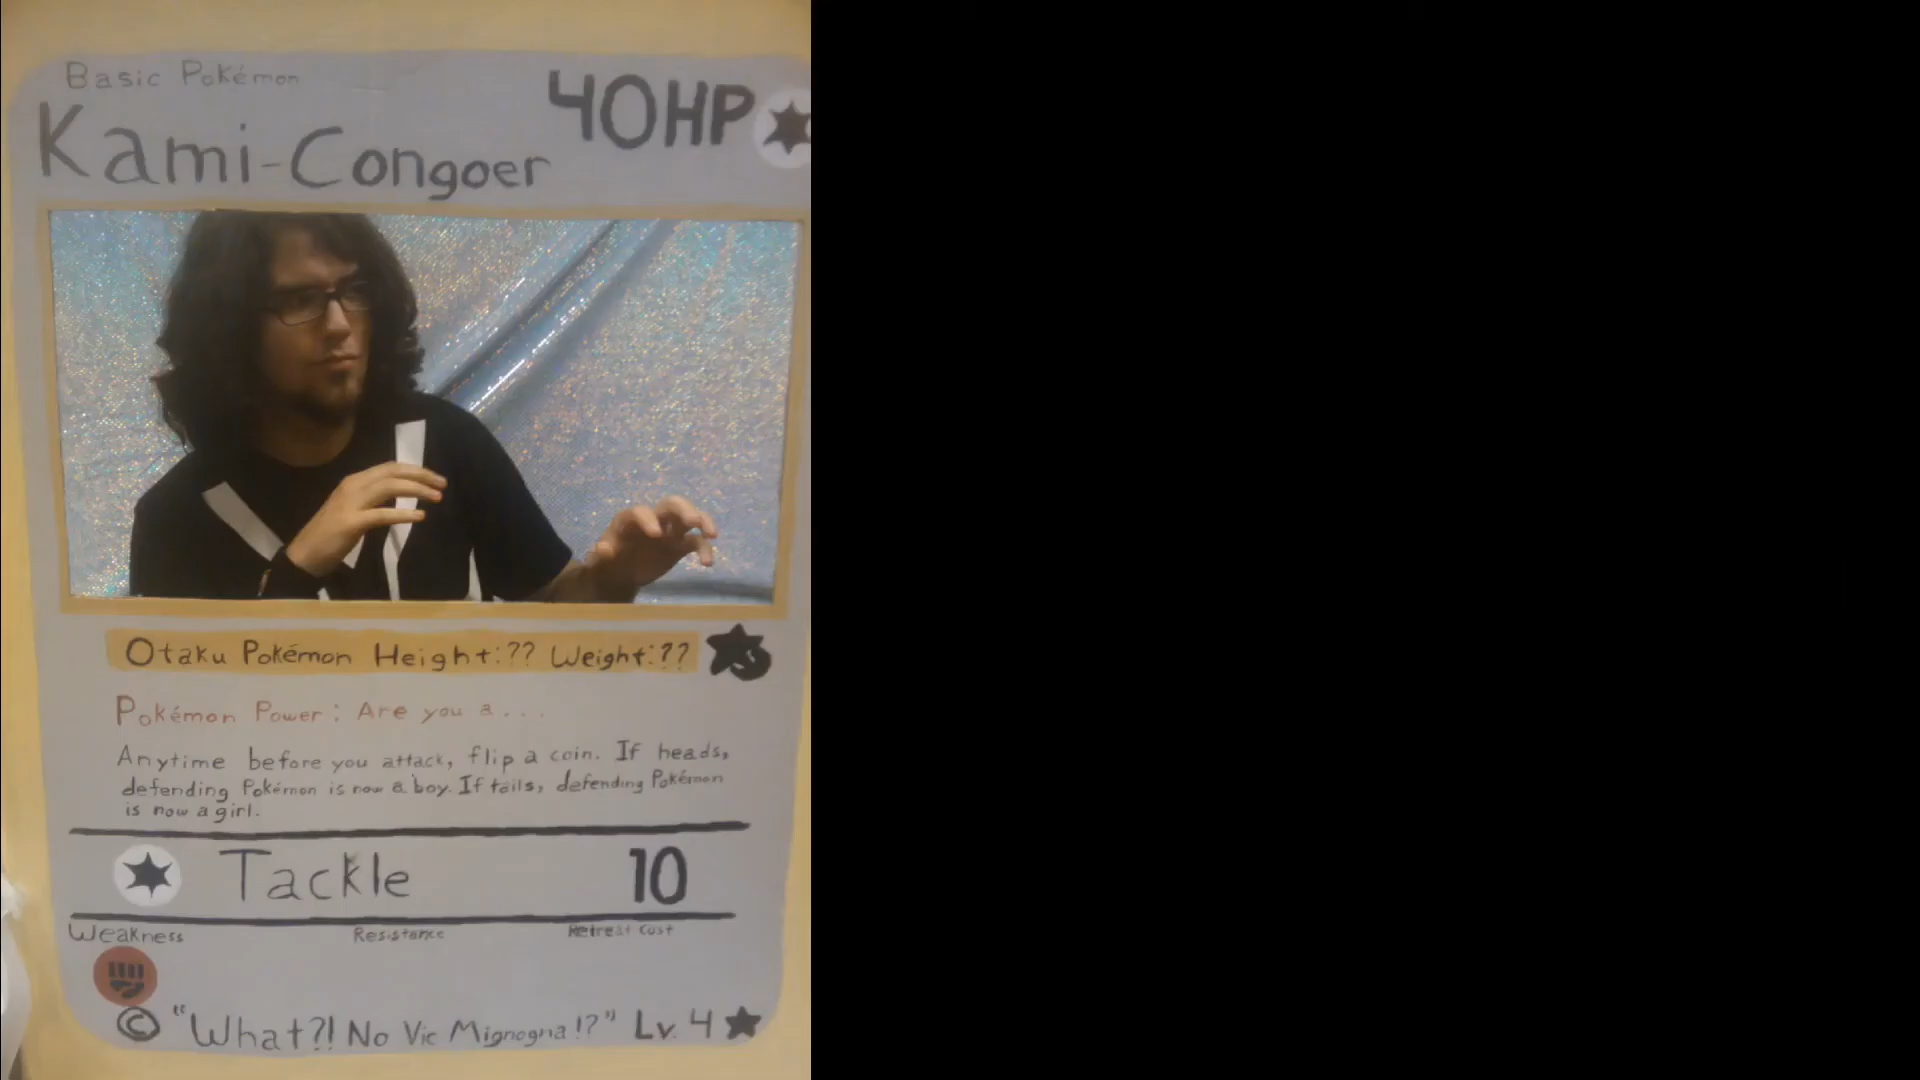 Basic Pokémon
40HP
Kami-Congoer
Otaku Pokémon Height:?? Weight:??
Pokémon Power: Are you a...
Anytime before you attack, flip a coin. If heads,
defending Pokémon is now a boy. If tails, defending Pokémon
is now a girl.
Tackle 10
Weakness Resistance Retreat Cost
© "What?! No Vic Mignogna!?" Lv. 4